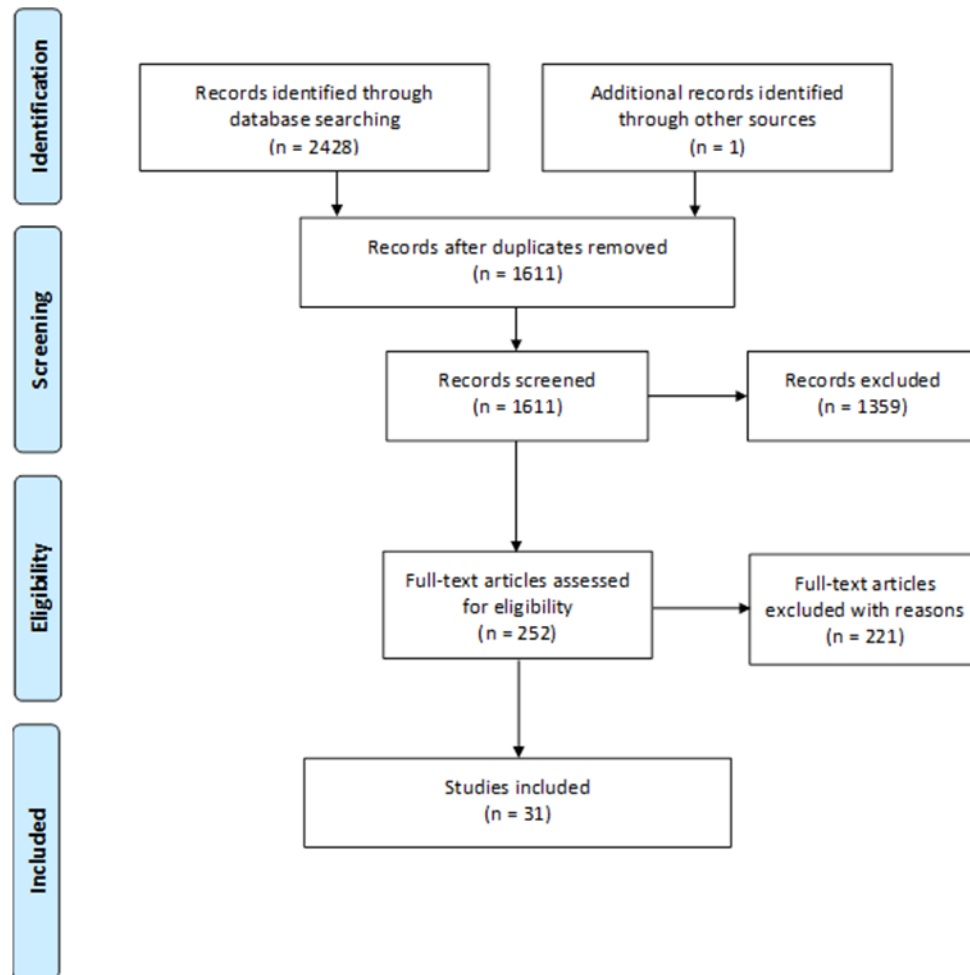 Identification
Records identified through
database searching
(n = 2428)
Additional records identified
through other sources
(n = 1)
Screening
Records after duplicates removed
(n = 1611)
Records screened
(n = 1611)
Records excluded
(n = 1359)
Eligibility
Full-text articles assessed
for eligibility
(n = 252)
Full-text articles
excluded with reasons
(n = 221)
Included
Studies included
(n = 31)